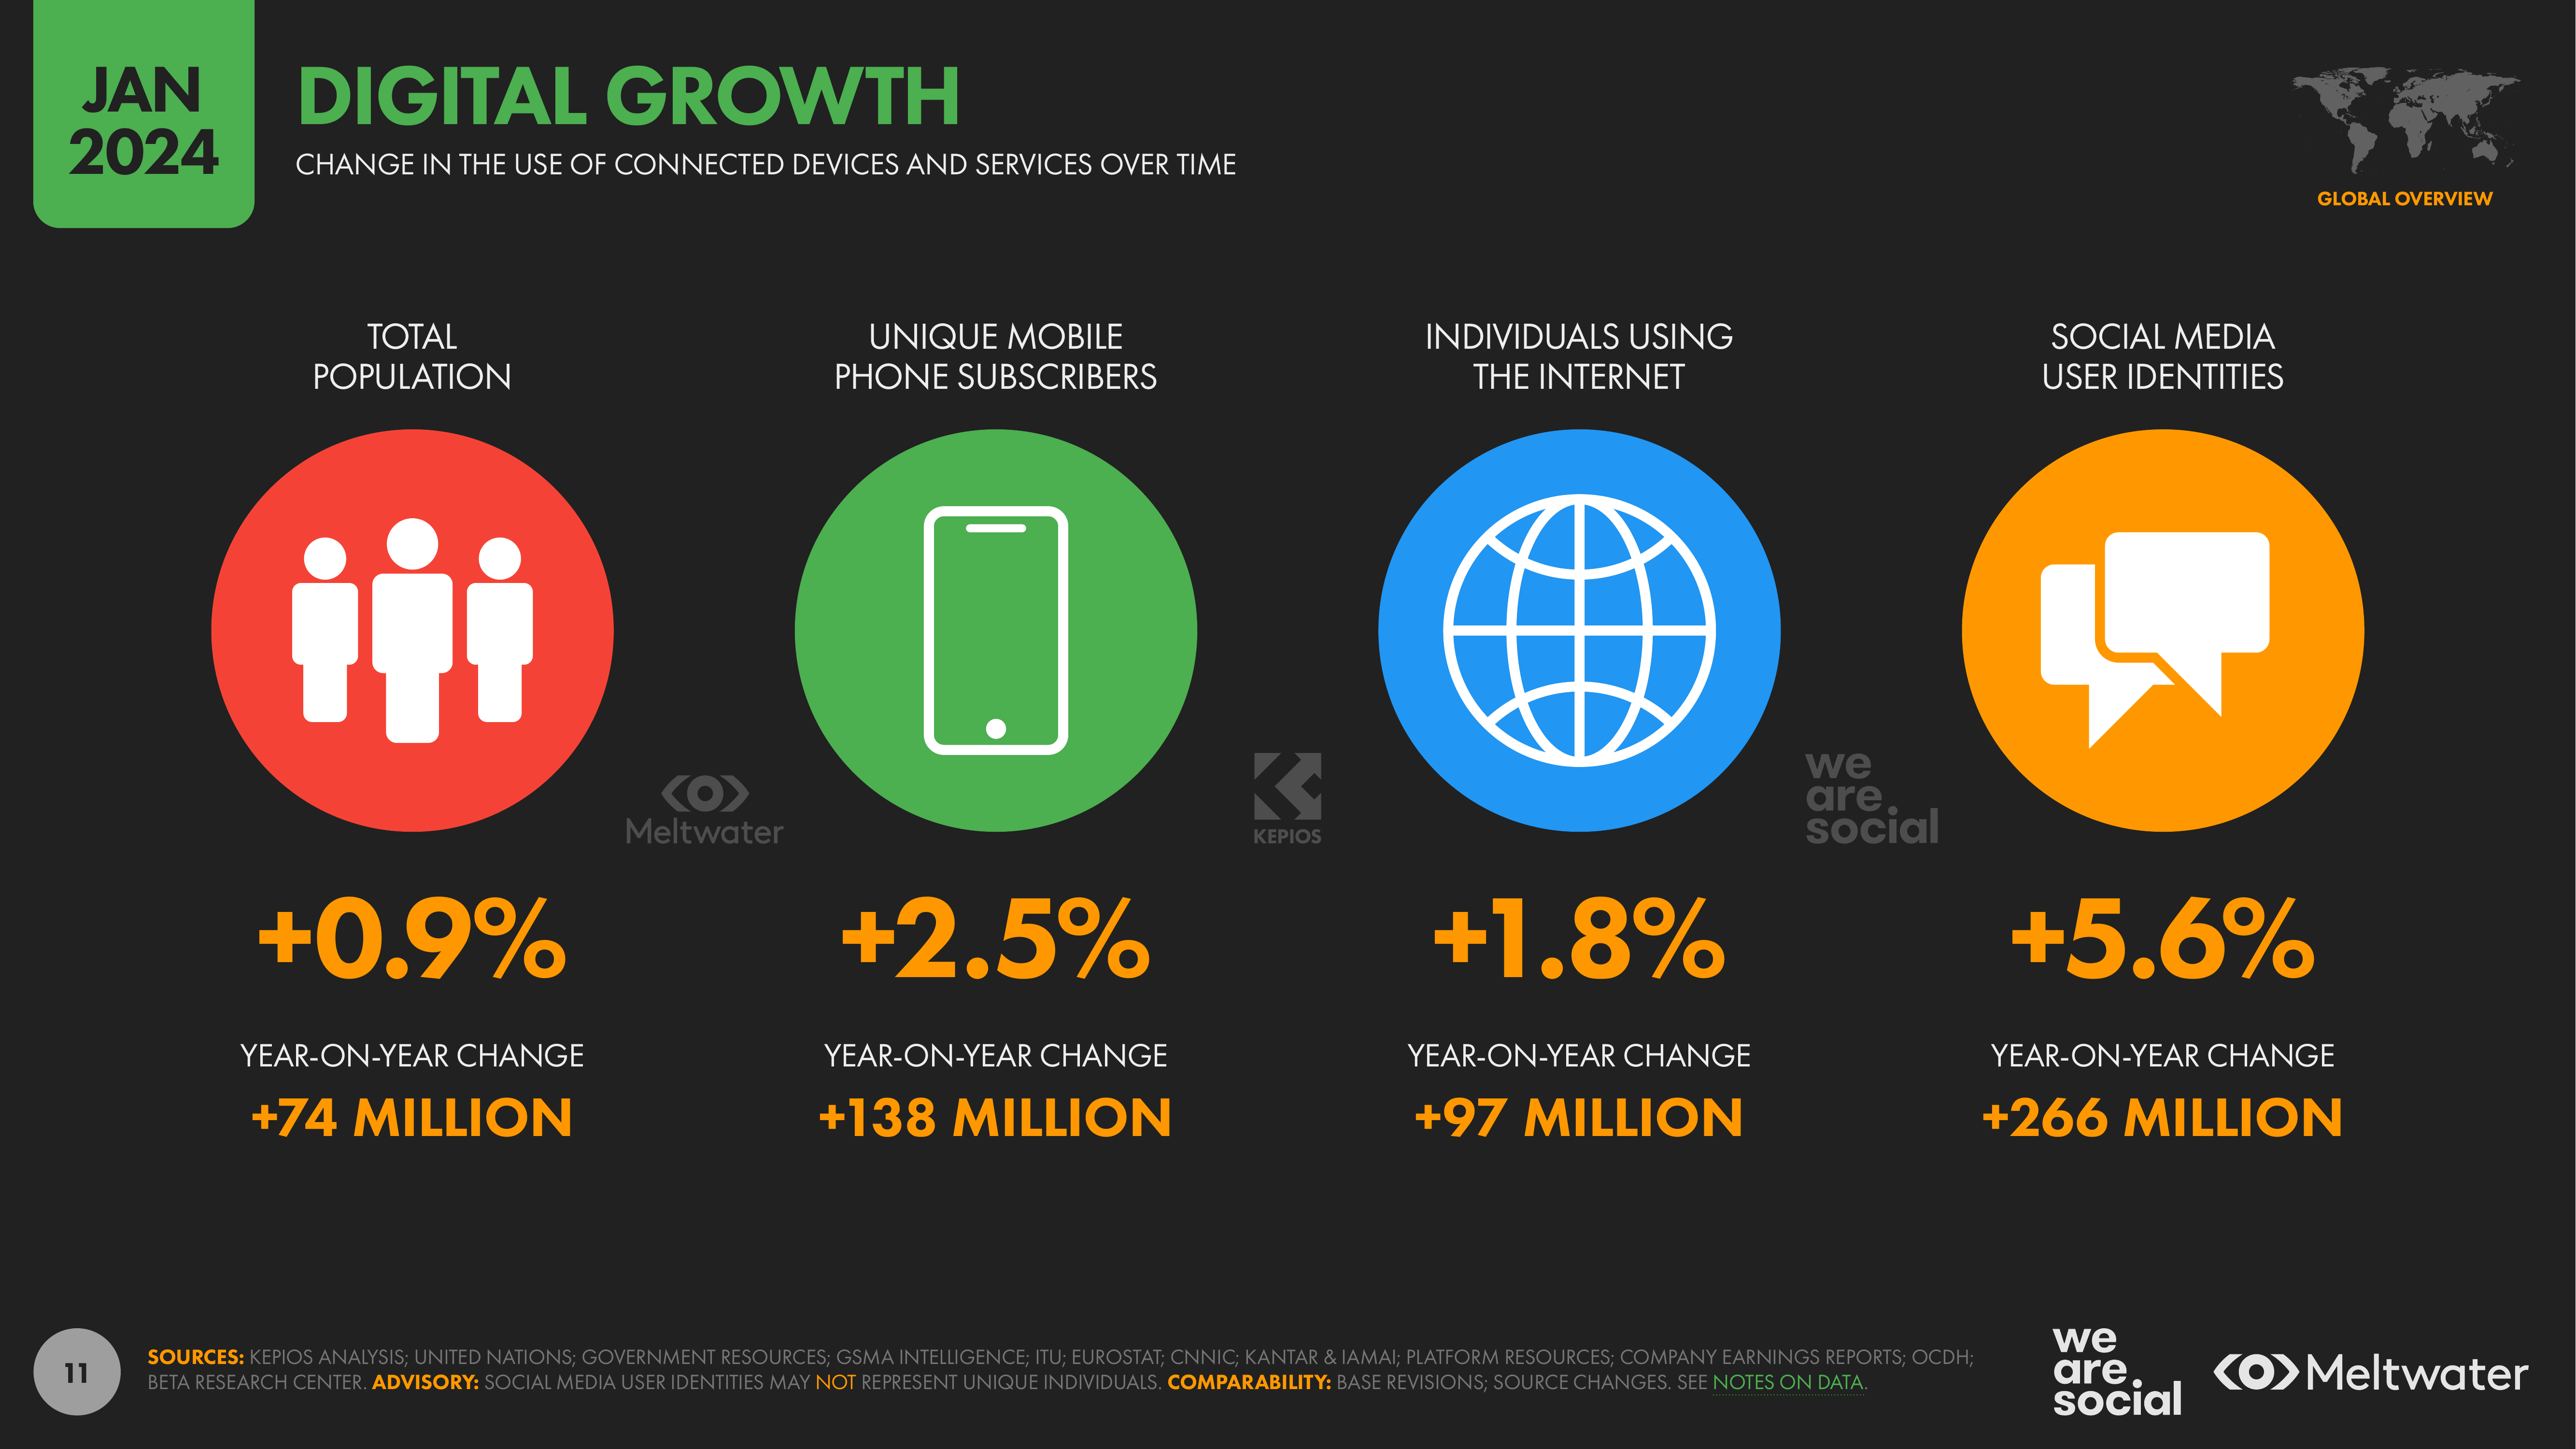 JAN
2024
DIGITAL GROWTH
CHANGE IN THE USE OF CONNECTED DEVICES AND SERVICES OVER TIME
GLOBAL OVERVIEW
TOTAL
POPULATION
UNIQUE MOBILE
PHONE SUBSCRIBERS
INDIVIDUALS USING
THE INTERNET
SOCIAL MEDIA
USER IDENTITIES
Meltwater
KEPIOS
we
are
social
+0.9%
+2.5%
+1.8%
+5.6%
YEAR-ON-YEAR CHANGE
YEAR-ON-YEAR CHANGE
YEAR-ON-YEAR CHANGE
YEAR-ON-YEAR CHANGE
+74 MILLION
+138 MILLION
+97 MILLION
+266 MILLION
11
SOURCES: KEPIOS ANALYSIS; UNITED NATIONS; GOVERNMENT RESOURCES; GSMA INTELLIGENCE; ITU; EUROSTAT; CNNIC; KANTAR & IAMAI; PLATFORM RESOURCES; COMPANY EARNINGS REPORTS; OCDH;
BETA RESEARCH CENTER. ADVISORY: SOCIAL MEDIA USER IDENTITIES MAY NOT REPRESENT UNIQUE INDIVIDUALS. COMPARABILITY: BASE REVISIONS; SOURCE CHANGES. SEE NOTES ON DATA.
we
are
social
Meltwater